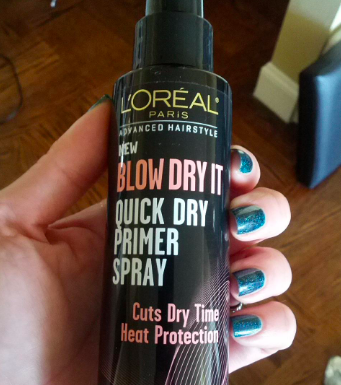 L'ORÉAL
PARIS
ADVANCED HAIRSTYLE
NEW
BLOW DRY IT
QUICK DRY
PRIMER
SPRAY
Cuts Dry Time
Heat Protection